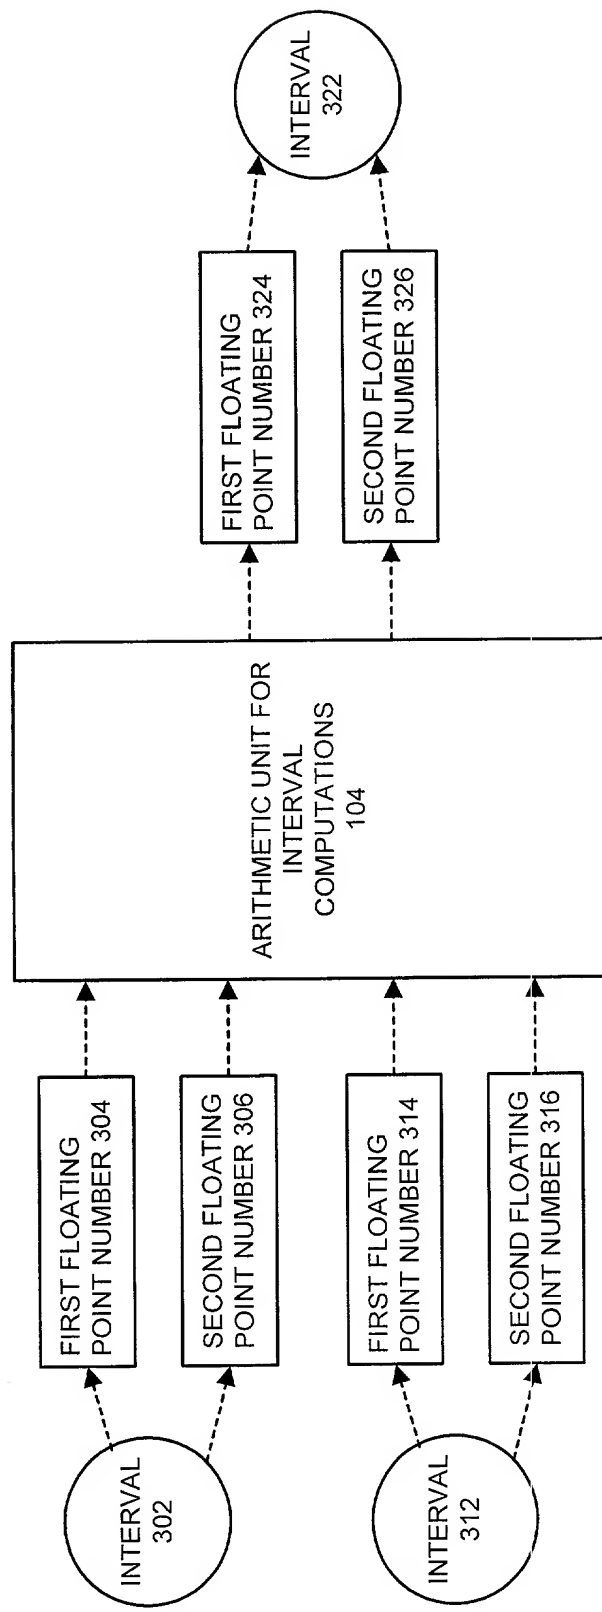 INTERVAL
302
FIRST FLOATING
POINT NUMBER 304
SECOND FLOATING
POINT NUMBER 306
INTERVAL
312
FIRST FLOATING
POINT NUMBER 314
SECOND FLOATING
POINT NUMBER 316
ARITHMETIC UNIT FOR
INTERVAL
COMPUTATIONS
104
FIRST FLOATING
POINT NUMBER 324
SECOND FLOATING
POINT NUMBER 326
INTERVAL
322